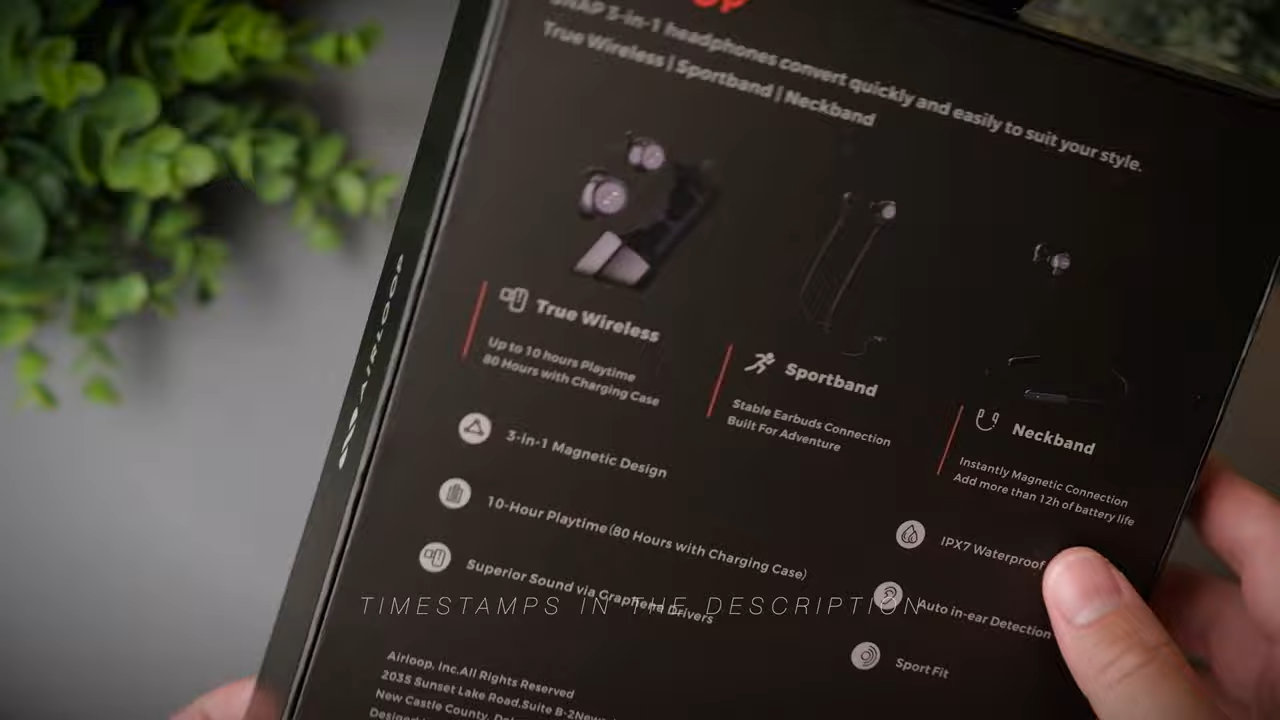 SNAP 3-in-1 headphones convert quickly and easily to suit your style.
True Wireless | Sportband | Neckband
True Wireless
Up to 10 hours Playtime
80 Hours with Charging Case
Sportband
Stable Earbuds Connection
Built For Adventure
Neckband
Instantly Magnetic Connection
Add more than 12h of battery life
3-in-1 Magnetic Design
10-Hour Playtime (80 Hours with Charging Case)
Superior Sound via Graphene Drivers
IPX7 Waterproof
Auto in-ear Detection
Sport Fit
TIMESTAMPS IN THE DESCRIPTION
Airloop, Inc.All Rights Reserved
2035 Sunset Lake Road.Suite B-2
New Castle County,